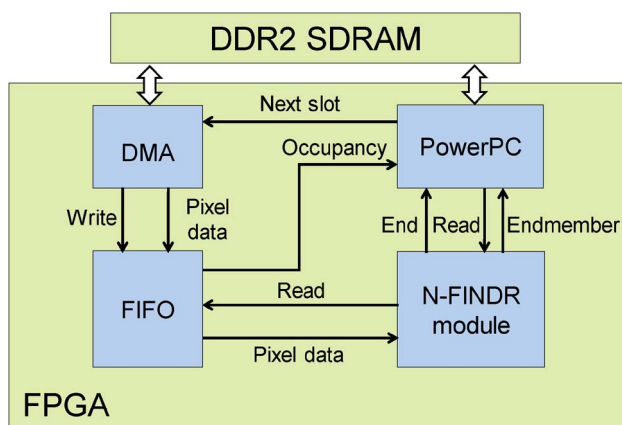 DDR2 SDRAM
Next slot
DMA
PowerPC
Occupancy
Write
Pixel
data
End
Read
Endmember
FIFO
Read
N-FINDR
module
Pixel data
FPGA